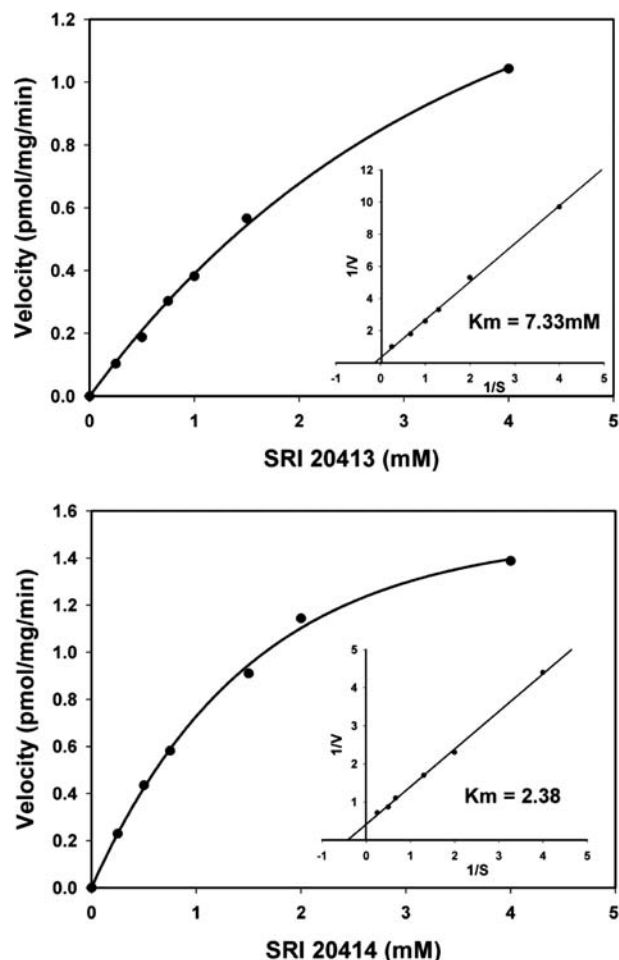 1.2
1.0
0.8
0.6
0.4
0.2
0.0
Velocity (pmol/mg/min)
0 1 2 3 4 5
SRI 20413 (mM)
12
10
8
6
4
2
1/V
Km = 7.33mM
-1 0 1 2 3 4 5
1/S
1.6
1.4
1.2
1.0
0.8
0.6
0.4
0.2
0.0
Velocity (pmol/mg/min)
0 1 2 3 4 5
SRI 20414 (mM)
5
4
3
2
1
1/V
Km = 2.38
-1 0 1 2 3 4 5
1/S